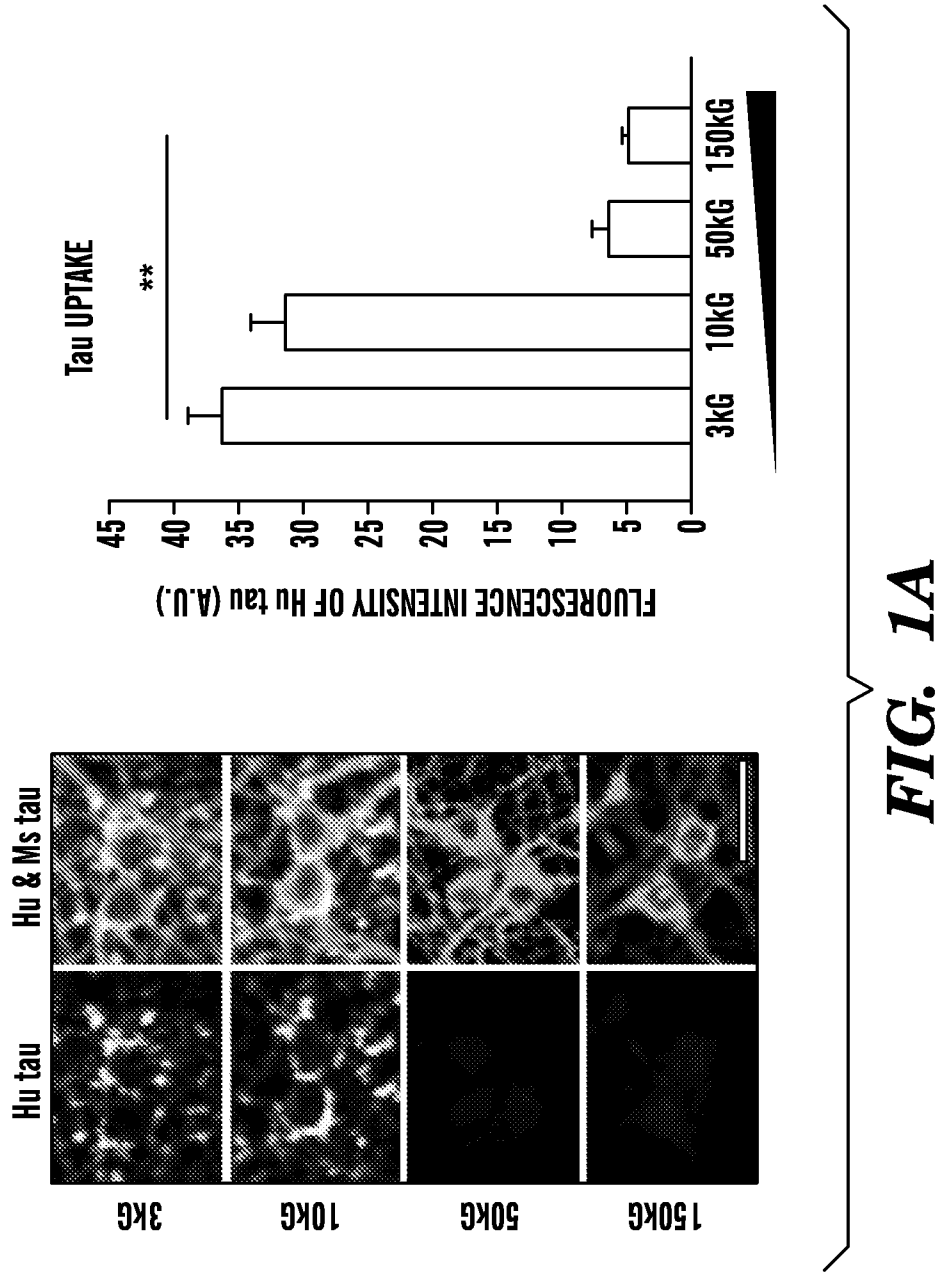 Hu tau
Hu & Ms tau
3kG
10kG
50kG
150kG
Tau UPTAKE
**
FLUORESCENCE INTENSITY OF Hu tau (A.U.)
45
40
35
30
25
20
15
10
5
0
3kG
10kG
50kG
150kG
FIG. 1A